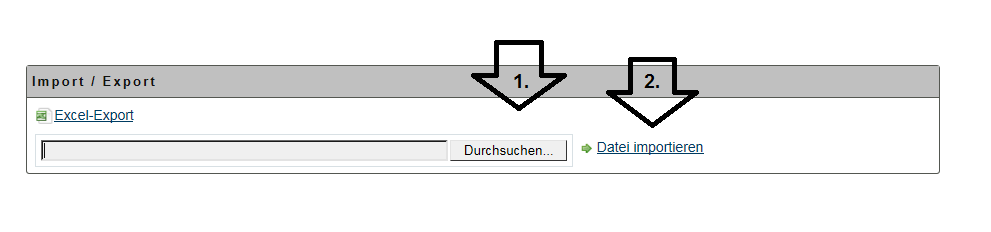 1.
2.
Import / Export
Excel-Export
Durchsuchen...
Datei importieren